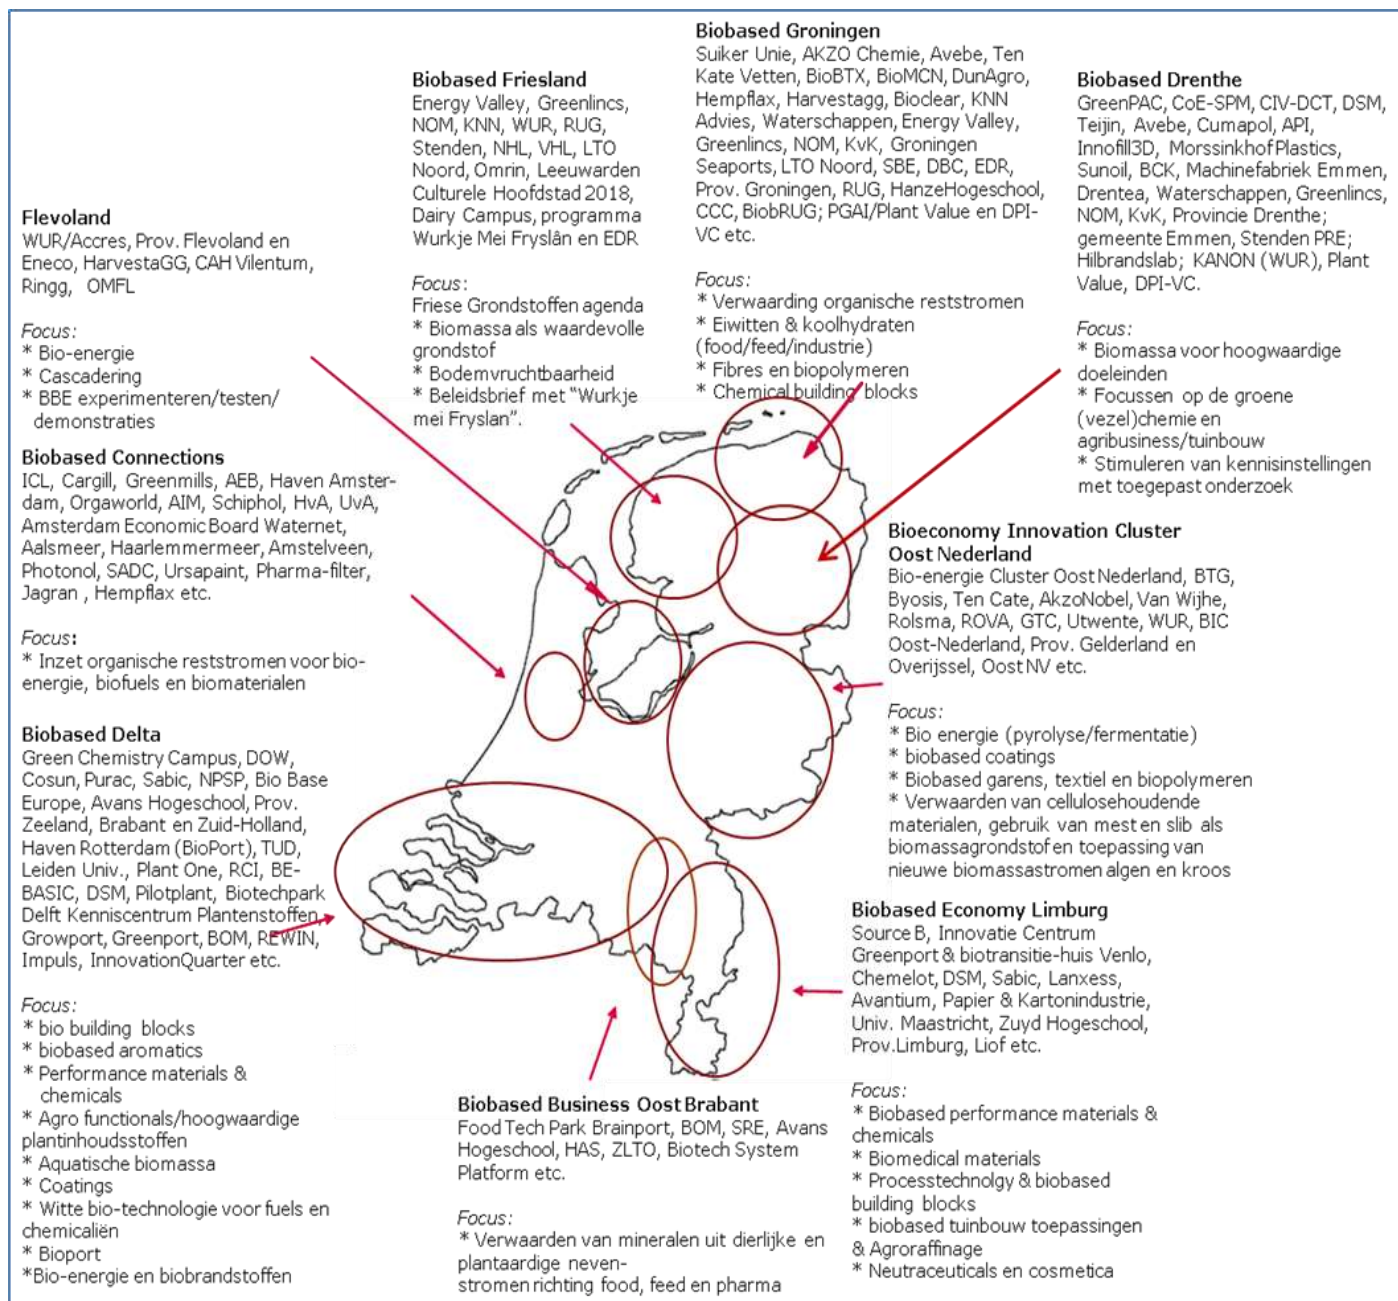 Biobased Groningen
Suiker Unie, AKZO Chemie, Avebe, Ten
Kate Vetten, BioBTX, BioMCN, DunAgro,
Hempflax, Harvestagg, Bioclear, KNN
Advies, Waterschappen, Energy Valley,
Greenlincs, NOM, KvK, Groningen
Seaports, LTO Noord, SBE, DBC, EDR,
Prov. Groningen, RUG, HanzeHogeschool,
CCC, BiobRUG; PGAI/Plant Value en DPI-
VC etc.
Focus:
* Verwaarding organische reststromen
* Eiwitten & koolhydraten
(food/feed/industrie)
* Fibres en biopolymeren
* Chemical building blocks
Biobased Friesland
Energy Valley, Greenlincs,
NOM, KNN, WUR, RUG,
Stenden, NHL, VHL, LTO
Noord, Omrin, Leeuwarden
Culturele Hoofdstad 2018,
Dairy Campus, programma
Wurkje Mei Fryslân en EDR
Focus:
Friese Grondstoffen agenda
* Biomassa als waardevolle
grondstof
* Bodemvruchtbaarheid
* Beleidsbrief met "Wurkje
mei Fryslan".
Biobased Drenthe
GreenPAC, CoE-SPM, CIV-DCT, DSM,
Teijin, Avebe, Cumapol, API,
Innofill3D, Morssinkhof Plastics,
Sunoil, BCK, Machinefabriek Emmen,
Drentea, Waterschappen, Greenlincs,
NOM, KvK, Provincie Drenthe;
gemeente Emmen, Stenden PRE;
Hilbrandslab; KANON (WUR), Plant
Value, DPI-VC.
Focus:
* Biomassa voor hoogwaardige
doeleinden
* Focussen op de groene
(vezel)chemie en
agribusiness/tuinbouw
* Stimuleren van kennisinstellingen
met toegepast onderzoek
Flevoland
WUR/Accres, Prov. Flevoland en
Eneco, HarvestaGG, CAH Vilentum,
Ringg, OMFL
Focus:
* Bio-energie
* Cascadering
* BBE experimenteren/testen/
demonstraties
Biobased Connections
ICL, Cargill, Greenmills, AEB, Haven Amster-
dam, Orgaworld, AIM, Schiphol, HvA, UvA,
Amsterdam Economic Board Waternet,
Aalsmeer, Haarlemmermeer, Amstelveen,
Photonol, SADC, Ursapaint, Pharma-filter,
Jagran , Hempflax etc.
Focus:
* Inzet organische reststromen voor bio-
energie, biofuels en biomaterialen
Bioeconomy Innovation Cluster
Oost Nederland
Bio-energie Cluster Oost Nederland, BTG,
Byosis, Ten Cate, AkzoNobel, Van Wijhe,
Rolsma, ROVA, GTC, Utwente, WUR, BIC
Oost-Nederland, Prov. Gelderland en
Overijssel, Oost NV etc.
Focus:
* Bio energie (pyrolyse/fermentatie)
* biobased coatings
* Biobased garens, textiel en biopolymeren
* Verwaarden van cellulosehoudende
materialen, gebruik van mest en slib als
biomassagrondstof en toepassing van
nieuwe biomassastromen algen en kroos
Biobased Delta
Green Chemistry Campus, DOW,
Cosun, Purac, Sabic, NPSP, Bio Base
Europe, Avans Hogeschool, Prov.
Zeeland, Brabant en Zuid-Holland,
Haven Rotterdam (BioPort), TUD,
Leiden Univ., Plant One, RCI, BE-
BASIC, DSM, Pilotplant, Biotechpark
Delft Kenniscentrum Plantenstoffen,
Growport, Greenport, BOM, REWIN,
Impuls, InnovationQuarter etc.
Focus:
* bio building blocks
* biobased aromatics
* Performance materials &
chemicals
* Agro functionals/hoogwaardige
plantinhoudsstoffen
* Aquatische biomassa
* Coatings
* Witte bio-technologie voor fuels en
chemicaliën
* Bioport
*Bio-energie en biobrandstoffen
Biobased Business Oost Brabant
Food Tech Park Brainport, BOM, SRE, Avans
Hogeschool, HAS, ZLTO, Biotech System
Platform etc.
Focus:
* Verwaarden van mineralen uit dierlijke en
plantaardige neven-
stromen richting food, feed en pharma
Biobased Economy Limburg
Source B, Innovatie Centrum
Greenport & biotransitie-huis Venlo,
Chemelot, DSM, Sabic, Lanxess,
Avantium, Papier & Kartonindustrie,
Univ. Maastricht, Zuyd Hogeschool,
Prov.Limburg, Liof etc.
Focus:
* Biobased performance materials &
chemicals
* Biomedical materials
* Processtechnolgy & biobased
building blocks
* biobased tuinbouw toepassingen
& Agroraffinage
* Neutraceuticals en cosmetica